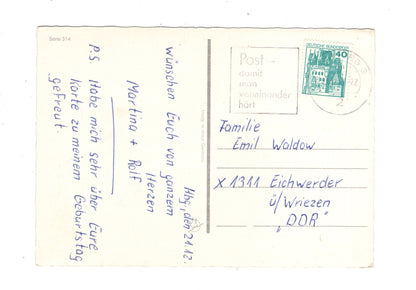 Serie 514
Hbg, den 21.12.
wünschen Euch von ganzem
Herzen
Martina + Rolf
P.S. Habe mich sehr über Eure
Karte zu meinem Geburtstag
gefreut.
Post -
damit
man
voneinander
hört
DEUTSCHE BUNDESPOST
40
2
Familie
Emil Waldow
X 1311 Eichwerder
ü/Wriezen
"DDR"